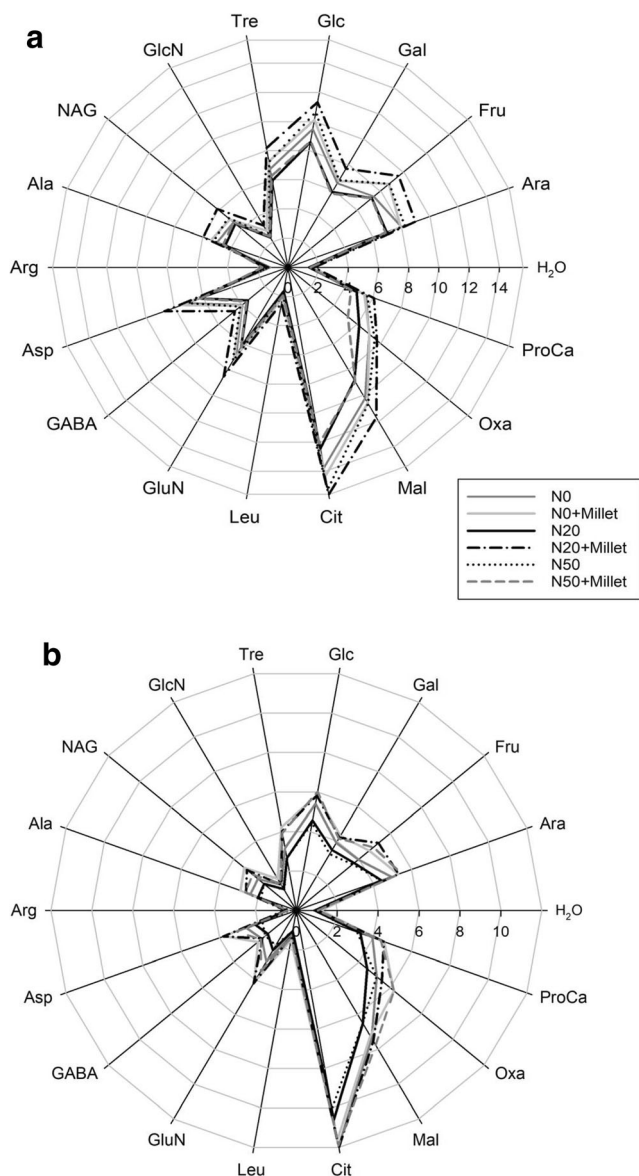 a
Tre Glc
GlcN Gal
NAG Fru
Ala Ara
Arg H₂O
0 2 4 6 8 10 12 14
Asp ProCa
GABA Oxa
GluN Mal
Leu Cit
N0
N0+Millet
N20
N20+Millet
N50
N50+Millet
b
Tre Glc
GlcN Gal
NAG Fru
Ala Ara
Arg H₂O
0 2 4 6 8 10
Asp ProCa
GABA Oxa
GluN Mal
Leu Cit